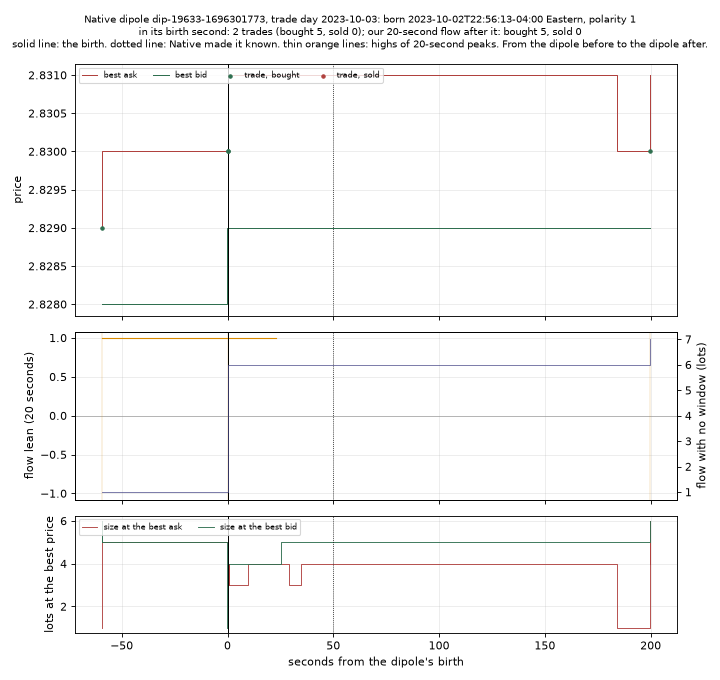 Native dipole dip-19633-1696301773, trade day 2023-10-03: born 2023-10-02T22:56:13-04:00 Eastern, polarity 1
in its birth second: 2 trades (bought 5, sold 0); our 20-second flow after it: bought 5, sold 0
solid line: the birth. dotted line: Native made it known. thin orange lines: highs of 20-second peaks. From the dipole before to the dipole after.
best ask
best bid
trade, bought
trade, sold
2.8310
2.8305
2.8300
2.8295
2.8290
2.8285
2.8280
price
1.0
0.5
0.0
−0.5
−1.0
flow lean (20 seconds)
7
6
5
4
3
2
1
flow with no window (lots)
size at the best ask
size at the best bid
6
4
2
lots at the best price
−50
0
50
100
150
200
seconds from the dipole's birth